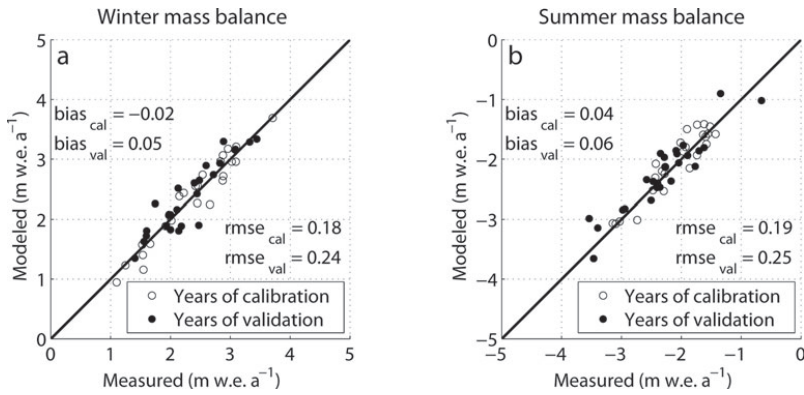 Winter mass balance
a
5
4
3
2
1
0
0 1 2 3 4 5
Modeled (m w.e. a⁻¹)
Measured (m w.e. a⁻¹)
bias cal = −0.02
bias val = 0.05
rmse cal = 0.18
rmse val = 0.24
Years of calibration
Years of validation
Summer mass balance
b
0
−1
−2
−3
−4
−5
−5 −4 −3 −2 −1 0
Modeled (m w.e. a⁻¹)
Measured (m w.e. a⁻¹)
bias cal = 0.04
bias val = 0.06
rmse cal = 0.19
rmse val = 0.25
Years of calibration
Years of validation